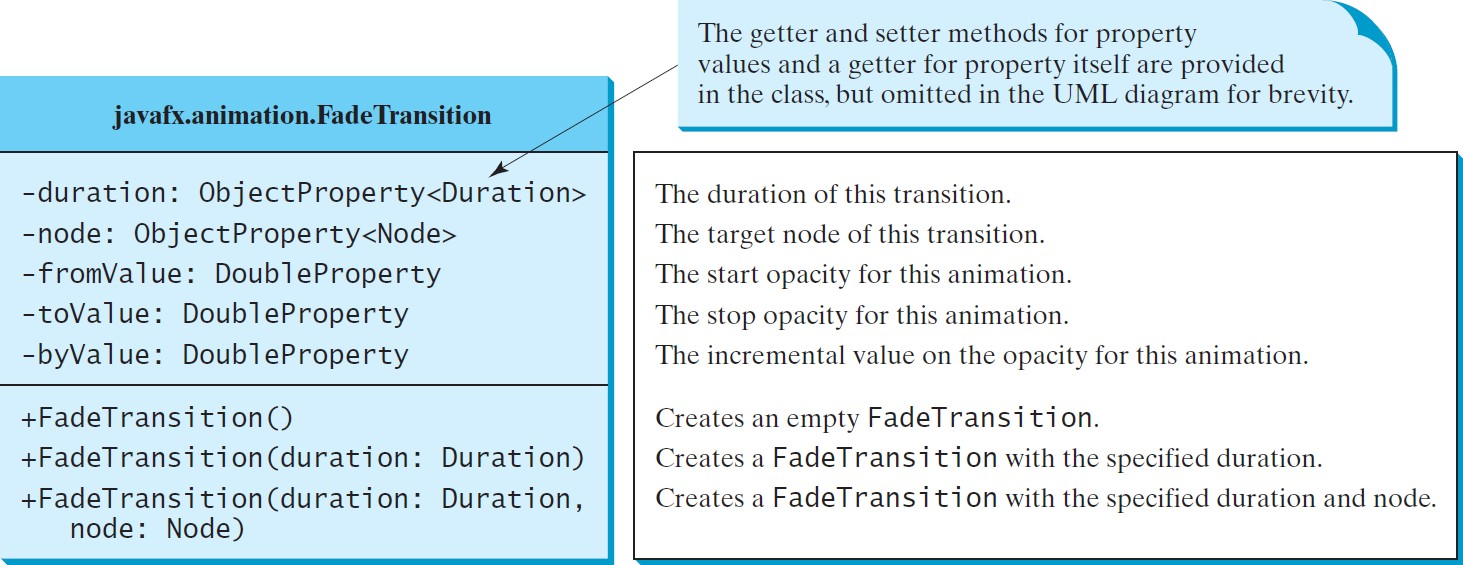 The getter and setter methods for property
values and a getter for property itself are provided
in the class, but omitted in the UML diagram for brevity.
javafx.animation.FadeTransition
-duration: ObjectProperty<Duration>
The duration of this transition.
-node: ObjectProperty<Node>
The target node of this transition.
-fromValue: DoubleProperty
The start opacity for this animation.
-toValue: DoubleProperty
The stop opacity for this animation.
-byValue: DoubleProperty
The incremental value on the opacity for this animation.
+FadeTransition()
Creates an empty FadeTransition.
+FadeTransition(duration: Duration)
Creates a FadeTransition with the specified duration.
+FadeTransition(duration: Duration,
node: Node)
Creates a FadeTransition with the specified duration and node.